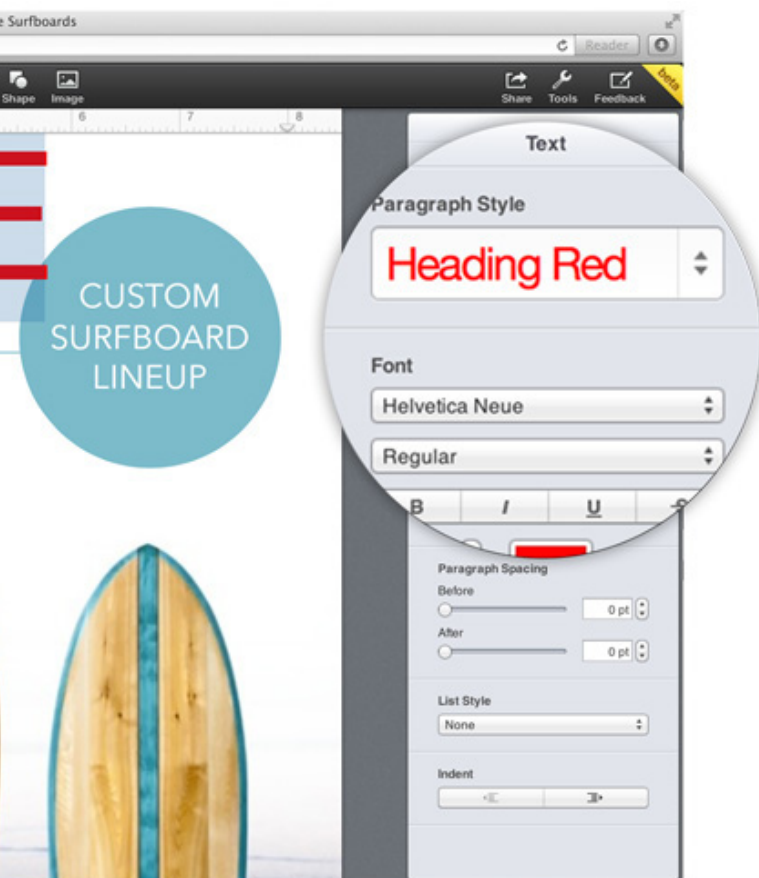 e Surfboards
Reader
Shape
Image
Share
Tools
Feedback
beta
6
7
8
Text
Paragraph Style
Heading Red
CUSTOM
SURFBOARD
LINEUP
Font
Helvetica Neue
Regular
B
I
U
S
Paragraph Spacing
Before
0 pt
After
0 pt
List Style
None
Indent